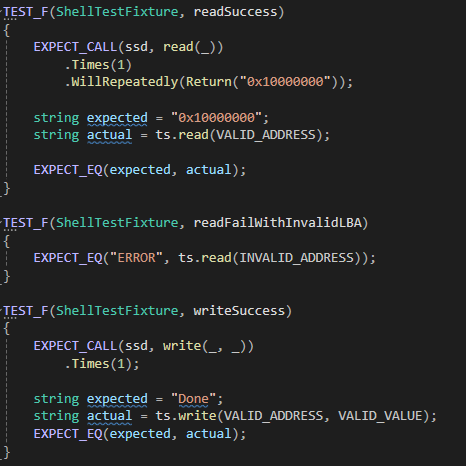 TEST_F(ShellTestFixture, readSuccess)
{
    EXPECT_CALL(ssd, read(_))
        .Times(1)
        .WillRepeatedly(Return("0x10000000"));

    string expected = "0x10000000";
    string actual = ts.read(VALID_ADDRESS);

    EXPECT_EQ(expected, actual);
}

TEST_F(ShellTestFixture, readFailWithInvalidLBA)
{
    EXPECT_EQ("ERROR", ts.read(INVALID_ADDRESS));
}

TEST_F(ShellTestFixture, writeSuccess)
{
    EXPECT_CALL(ssd, write(_, _))
        .Times(1);

    string expected = "Done";
    string actual = ts.write(VALID_ADDRESS, VALID_VALUE);
    EXPECT_EQ(expected, actual);
}